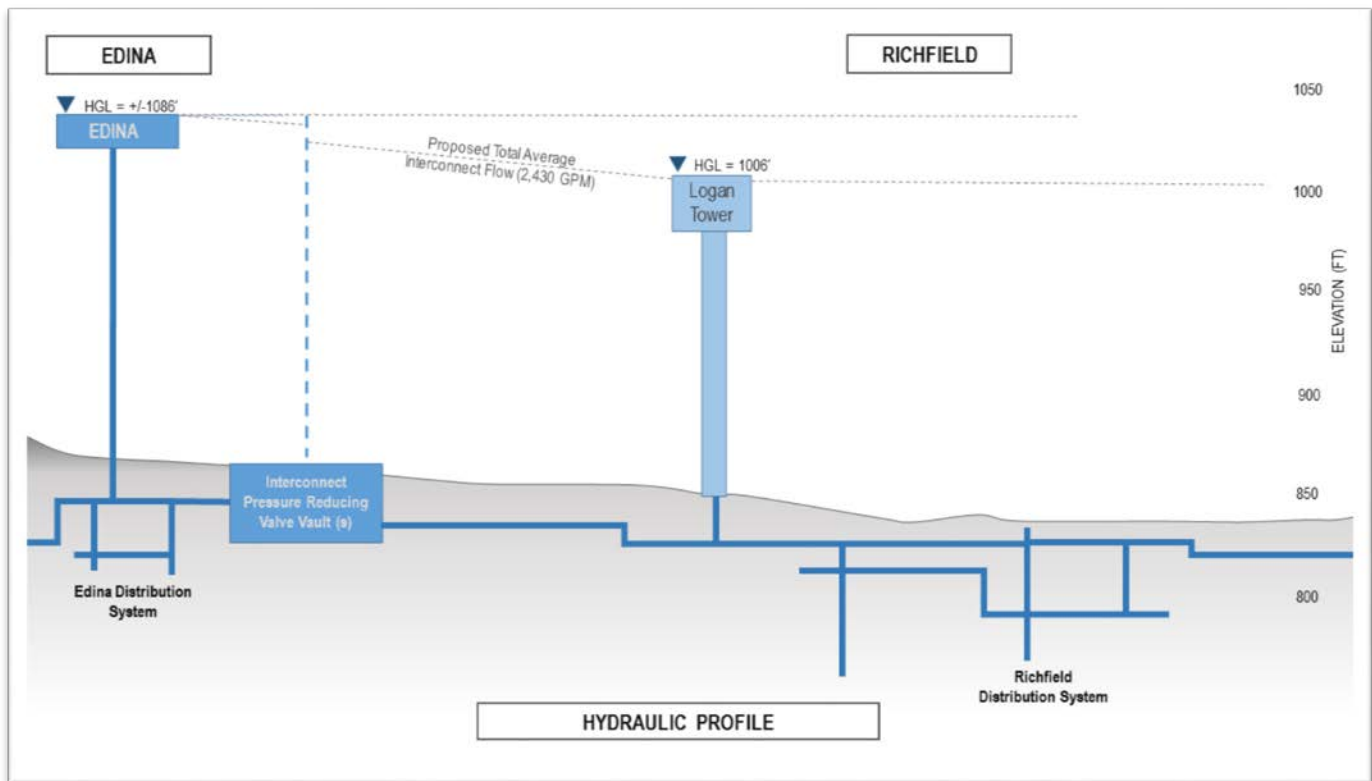 EDINA
RICHFIELD
HGL = +/-1086'
EDINA
Proposed Total Average
Interconnect Flow (2,430 GPM)
HGL = 1006'
Logan
Tower
1050
1000
950
900
850
800
ELEVATION (FT)
Interconnect
Pressure Reducing
Valve Vault (s)
Edina Distribution
System
Richfield
Distribution System
HYDRAULIC PROFILE